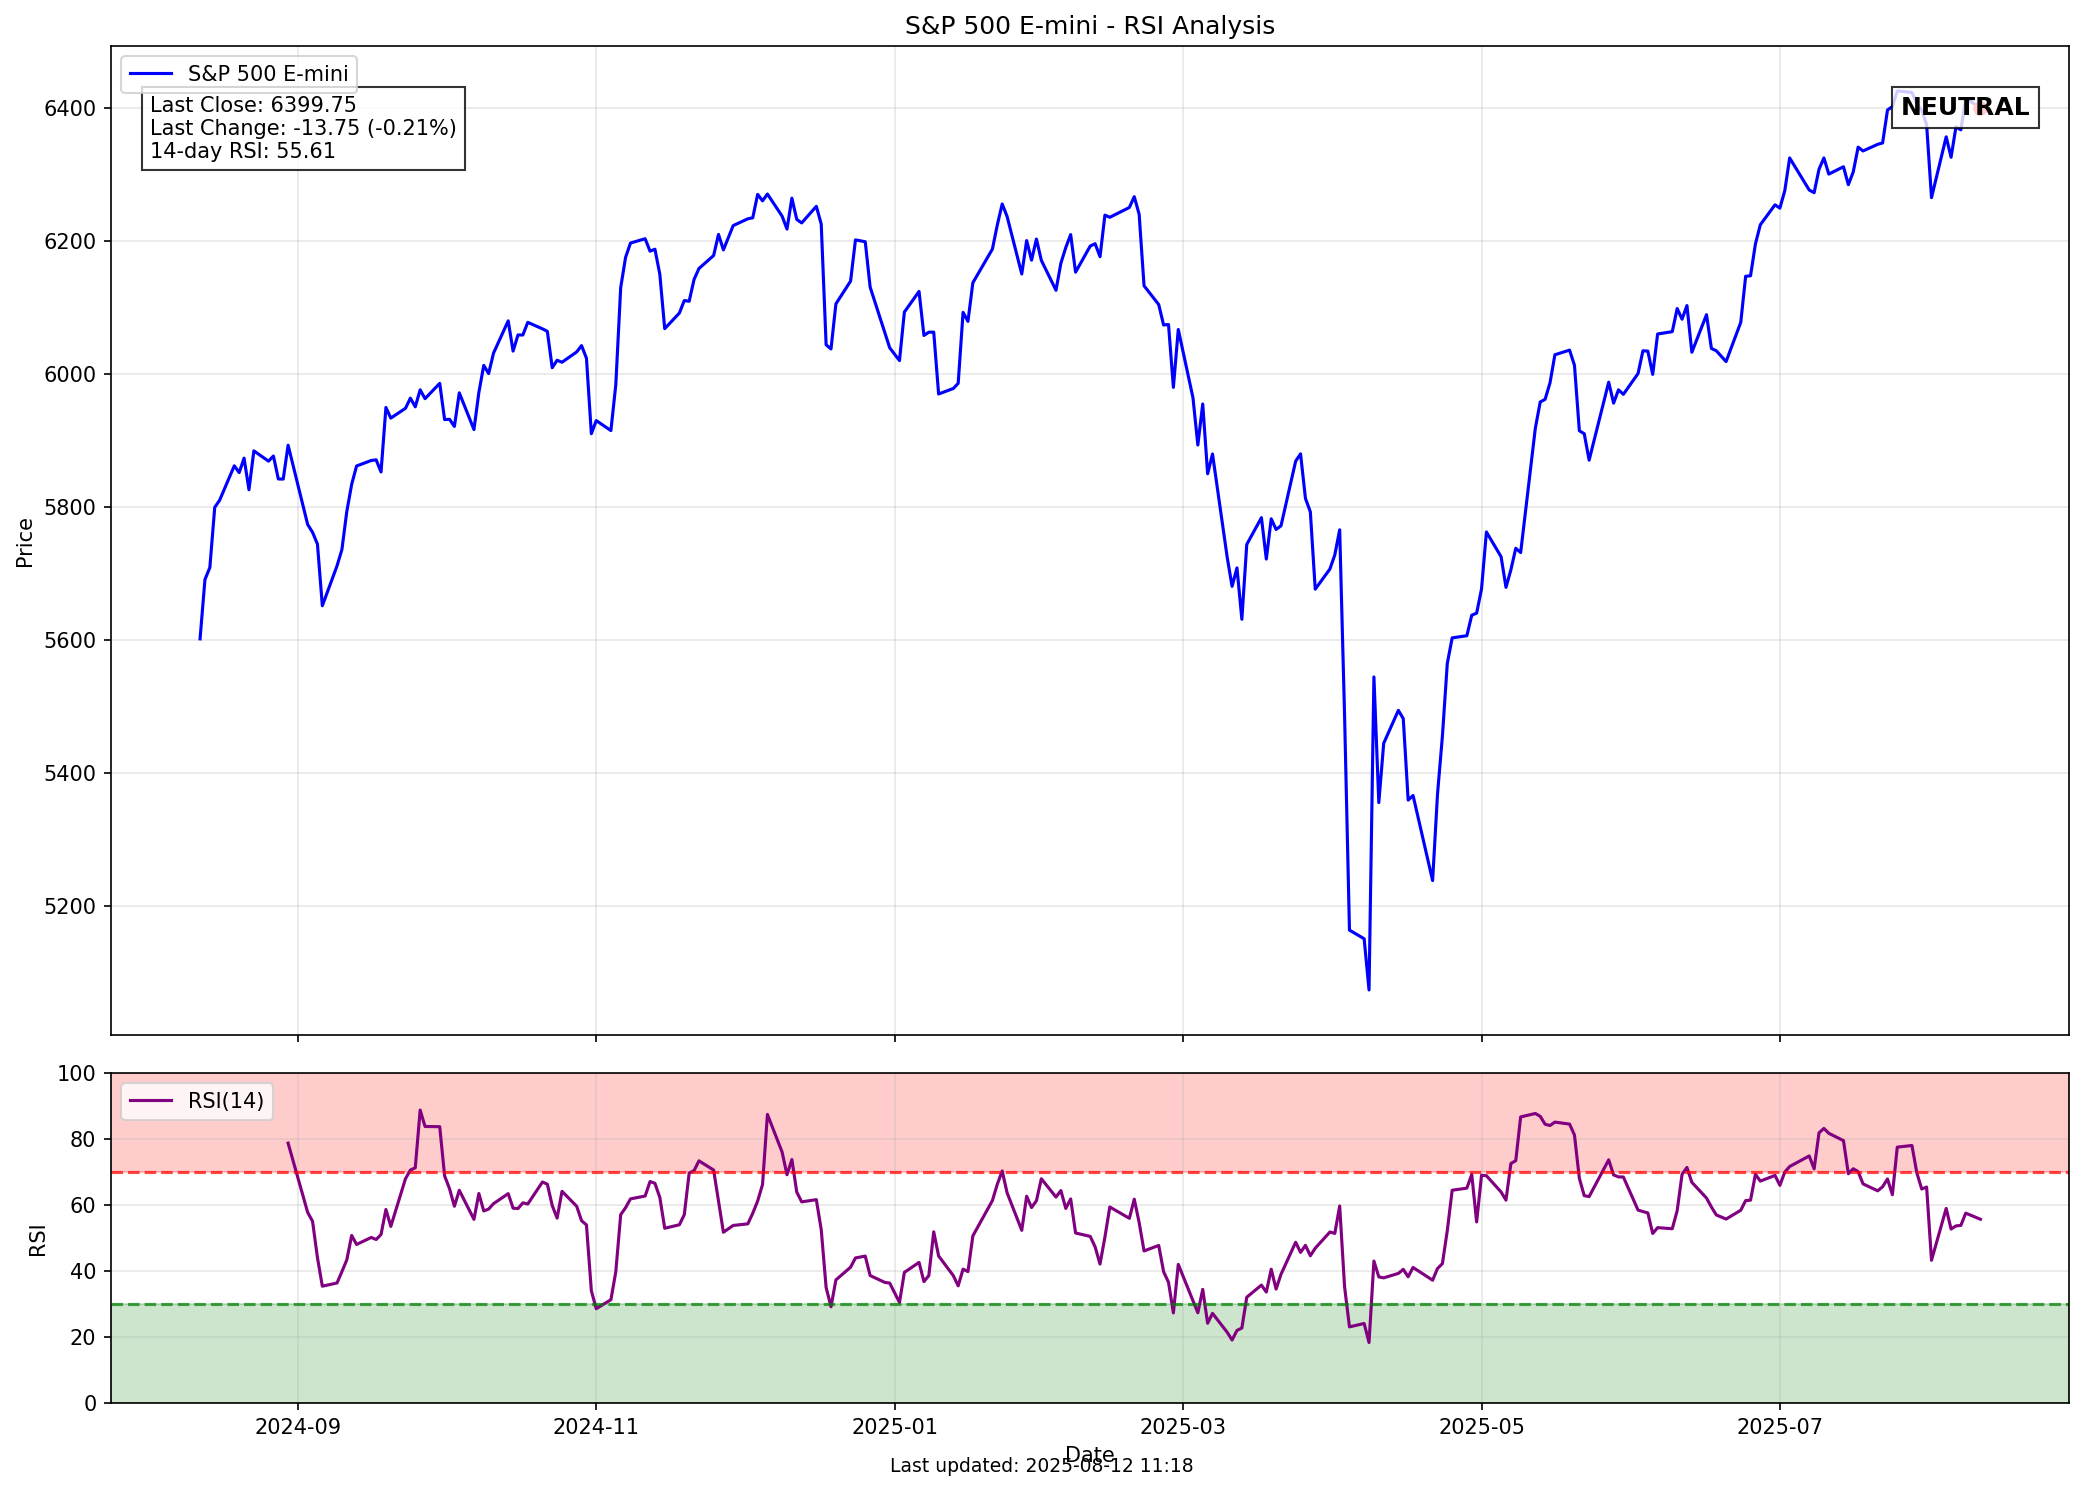 S&P 500 E-mini - RSI Analysis
S&P 500 E-mini
Last Close: 6399.75
Last Change: -13.75 (-0.21%)
14-day RSI: 55.61
NEUTRAL
6400
6200
6000
5800
5600
5400
5200
Price
RSI(14)
100
80
60
40
20
0
RSI
2024-09
2024-11
2025-01
2025-03
2025-05
2025-07
Date
Last updated: 2025-08-12 11:18